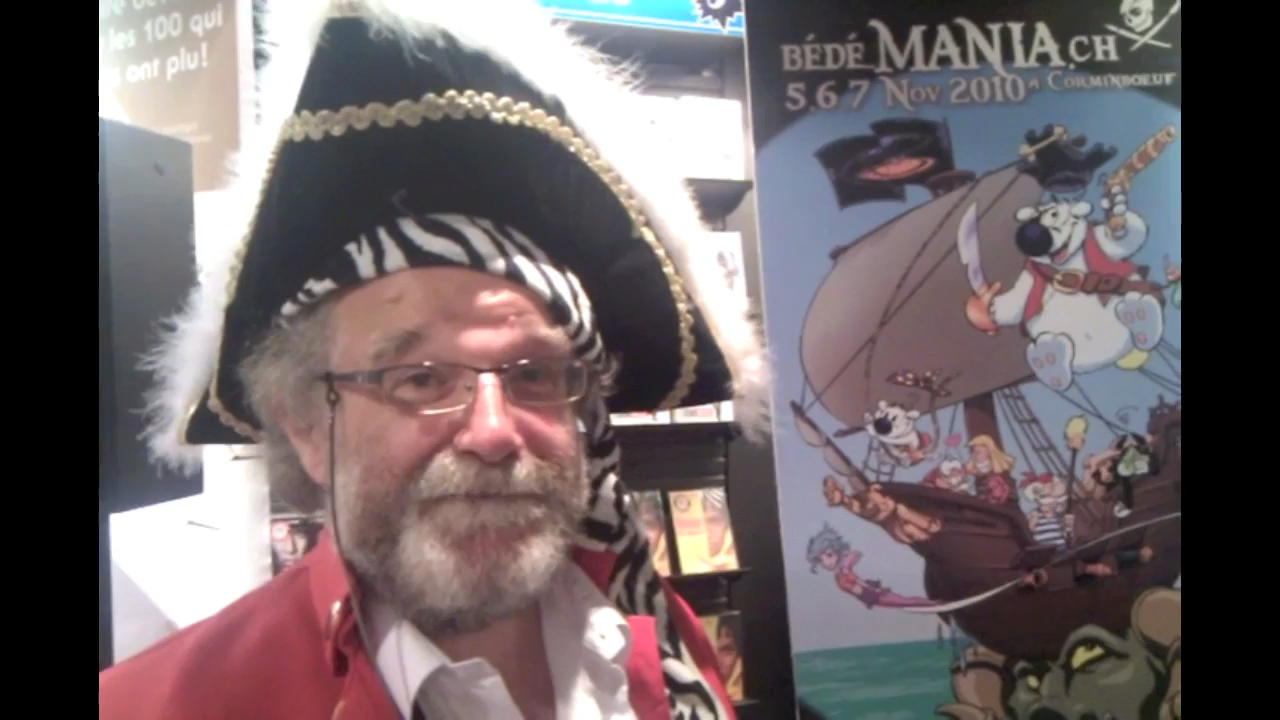 les 100 qui
ont plu!
BÉDÉ MANIA.CH
5 6 7 Nov 2010 à CORMINBOEUF